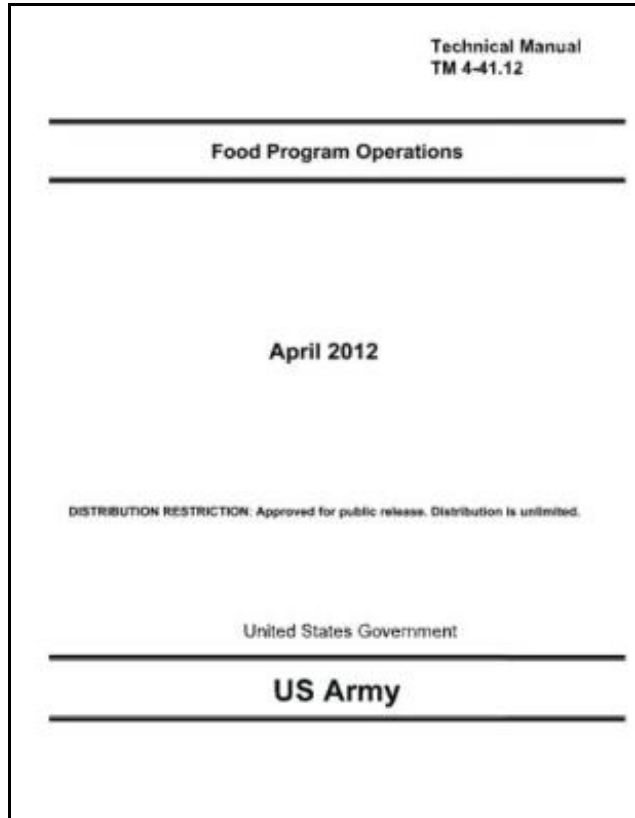 Technical Manual
TM 4-41.12
Food Program Operations
April 2012
DISTRIBUTION RESTRICTION: Approved for public release. Distribution is unlimited.
United States Government
US Army